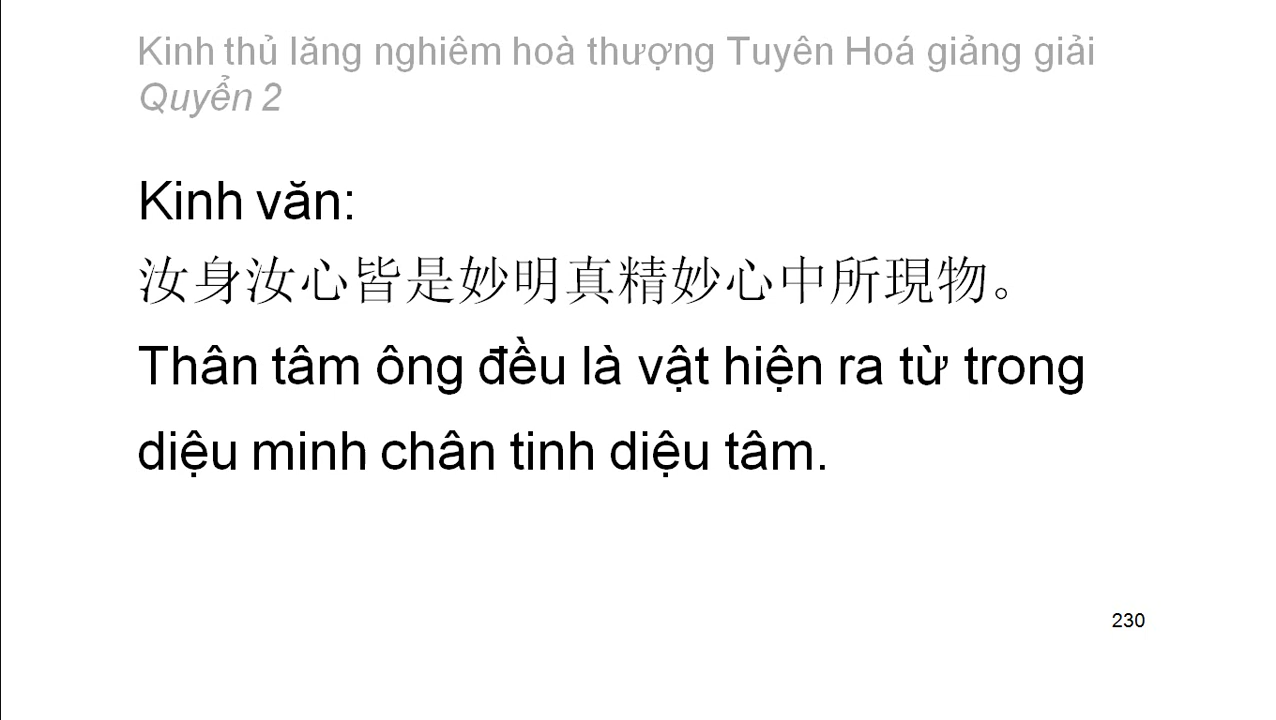 Kinh thủ lăng nghiêm hoà thượng Tuyên Hoá giảng giải
Quyển 2
Kinh văn:
汝身汝心皆是妙明真精妙心中所現物。
Thân tâm ông đều là vật hiện ra từ trong
diệu minh chân tinh diệu tâm.
230